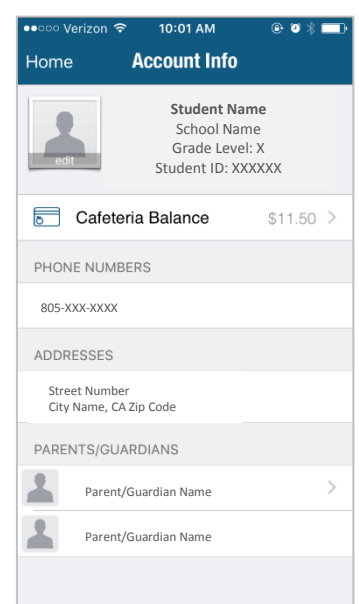 Verizon 10:01 AM
Home Account Info
edit
Student Name
School Name
Grade Level: X
Student ID: XXXXXX
Cafeteria Balance $11.50 >
PHONE NUMBERS
805-XXX-XXXX
ADDRESSES
Street Number
City Name, CA Zip Code
PARENTS/GUARDIANS
Parent/Guardian Name >
Parent/Guardian Name